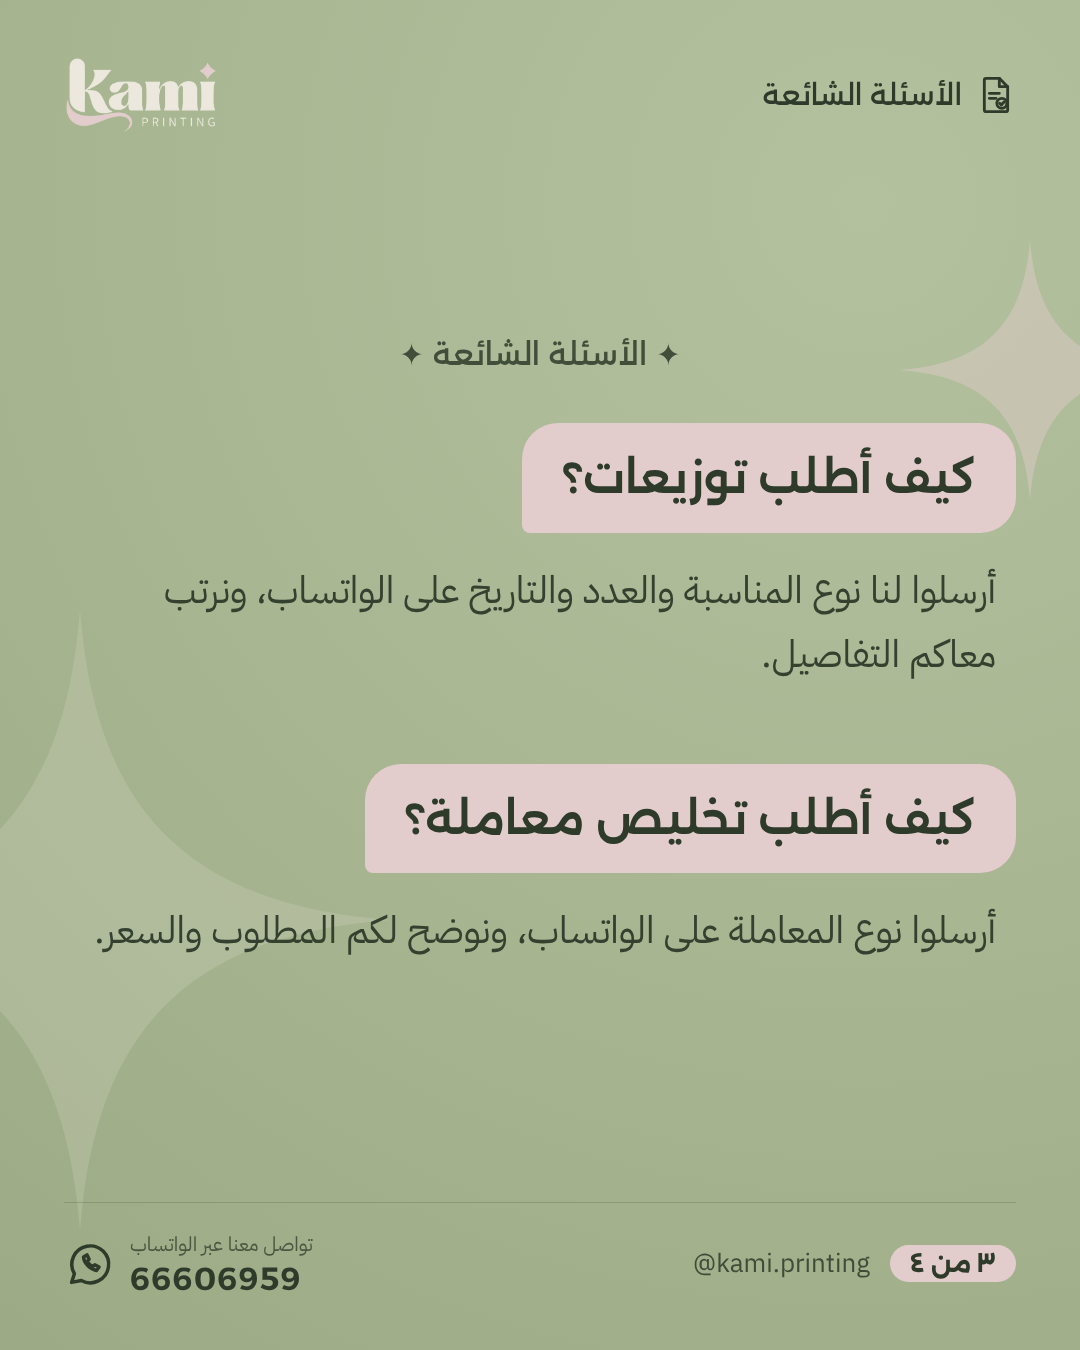 الأسئلة الشائعة
Kami
PRINTING
✦ الأسئلة الشائعة ✦
كيف أطلب توزيعات؟
أرسلوا لنا نوع المناسبة والعدد والتاريخ على الواتساب، ونرتب
معاكم التفاصيل.
كيف أطلب تخليص معاملة؟
أرسلوا نوع المعاملة على الواتساب، ونوضح لكم المطلوب والسعر.
٣ من ٤
@kami.printing
تواصل معنا عبر الواتساب
66606959